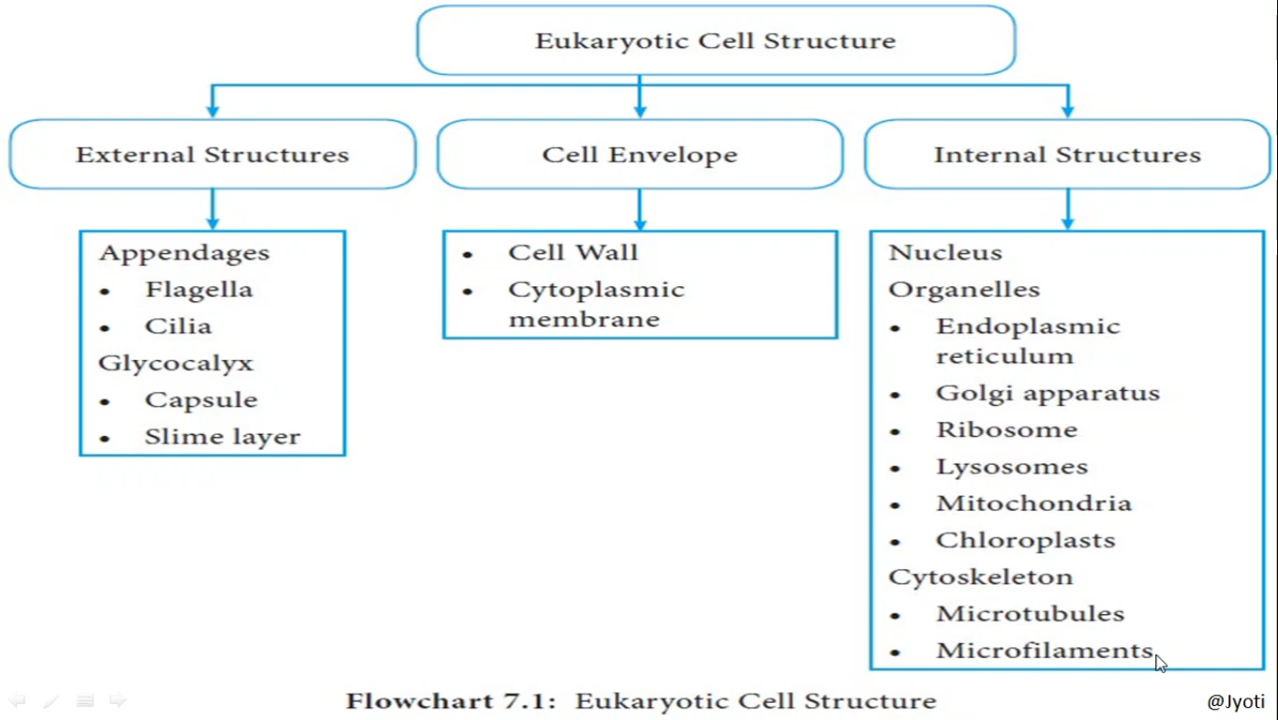 Eukaryotic Cell Structure
External Structures
Cell Envelope
Internal Structures
Appendages
• Flagella
• Cilia
Glycocalyx
• Capsule
• Slime layer
• Cell Wall
• Cytoplasmic
membrane
Nucleus
Organelles
• Endoplasmic
reticulum
• Golgi apparatus
• Ribosome
• Lysosomes
• Mitochondria
• Chloroplasts
Cytoskeleton
• Microtubules
• Microfilaments
Flowchart 7.1: Eukaryotic Cell Structure
@Jyoti